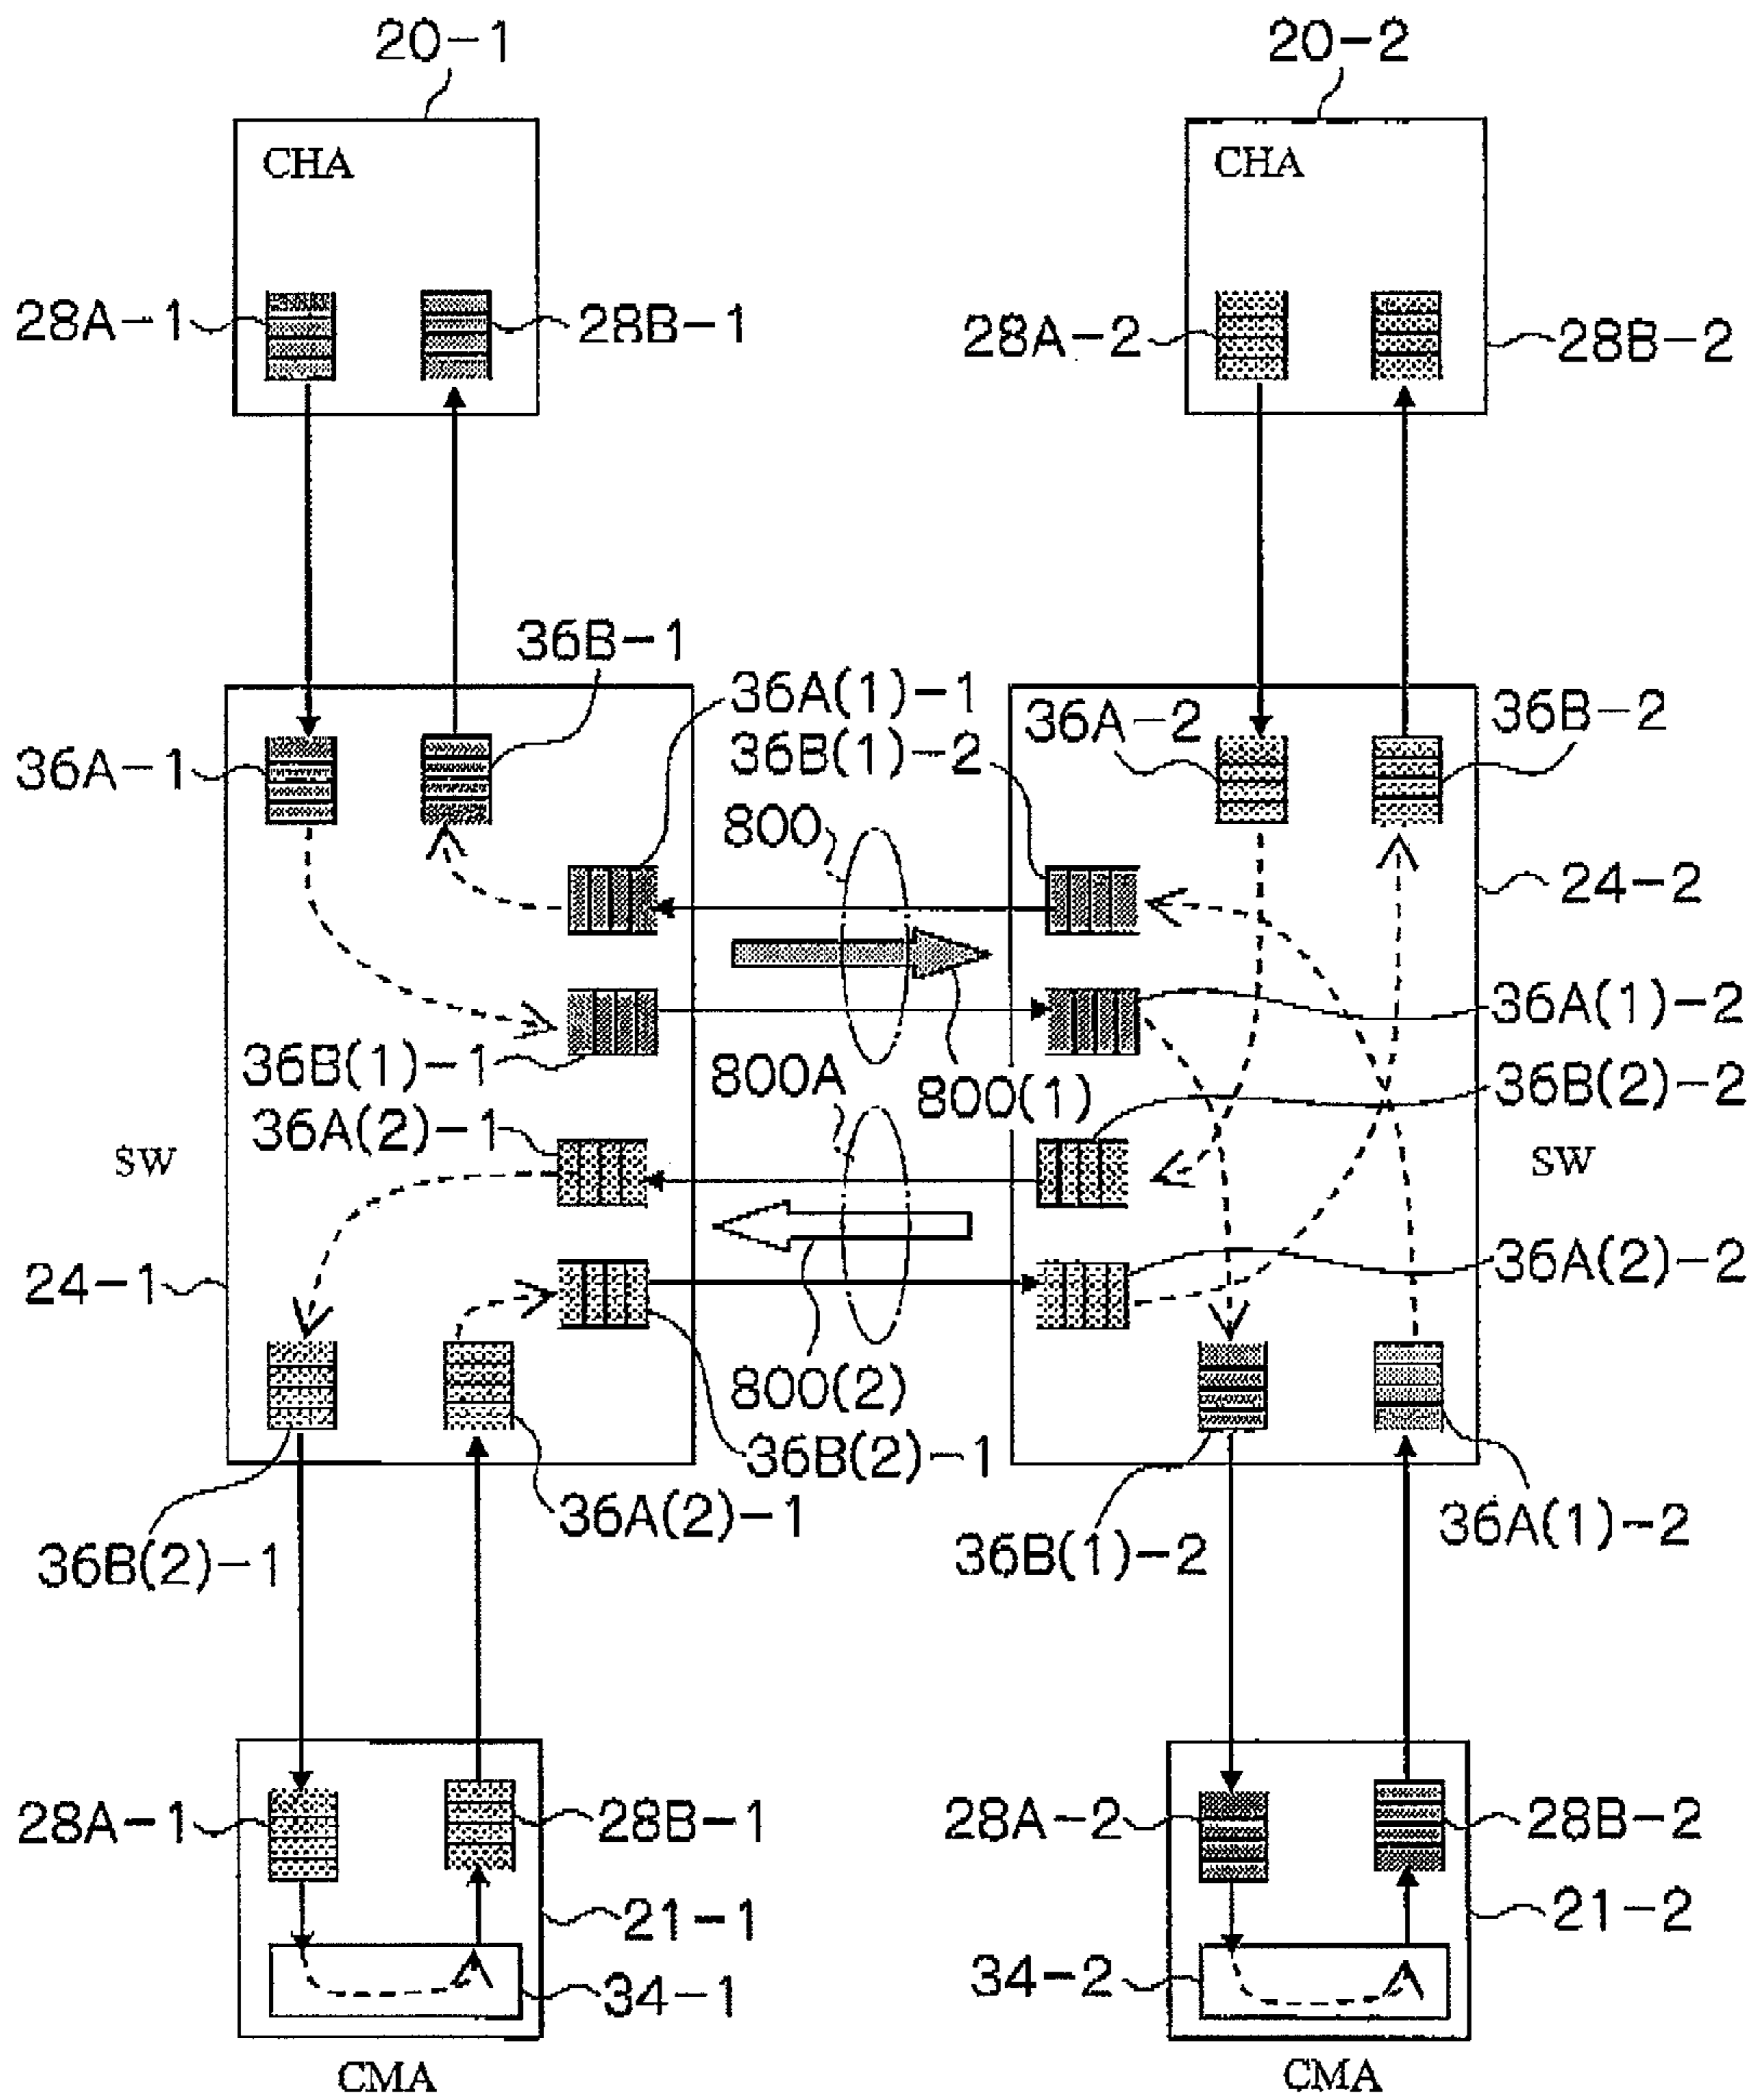 20-1
20-2
CHA
CHA
28A-1
28B-1
28A-2
28B-2
36B-1
36A(1)-1
36B(1)-2
36A-2
36B-2
36A-1
800
24-2
36A(1)-2
36B(1)-1
800A
800(1)
36B(2)-2
36A(2)-1
SW
SW
24-1
36A(2)-2
800(2)
36B(2)-1
36A(2)-1
36A(1)-2
36B(2)-1
36B(1)-2
28A-1
28B-1
28A-2
28B-2
21-1
21-2
34-1
34-2
CMA
CMA